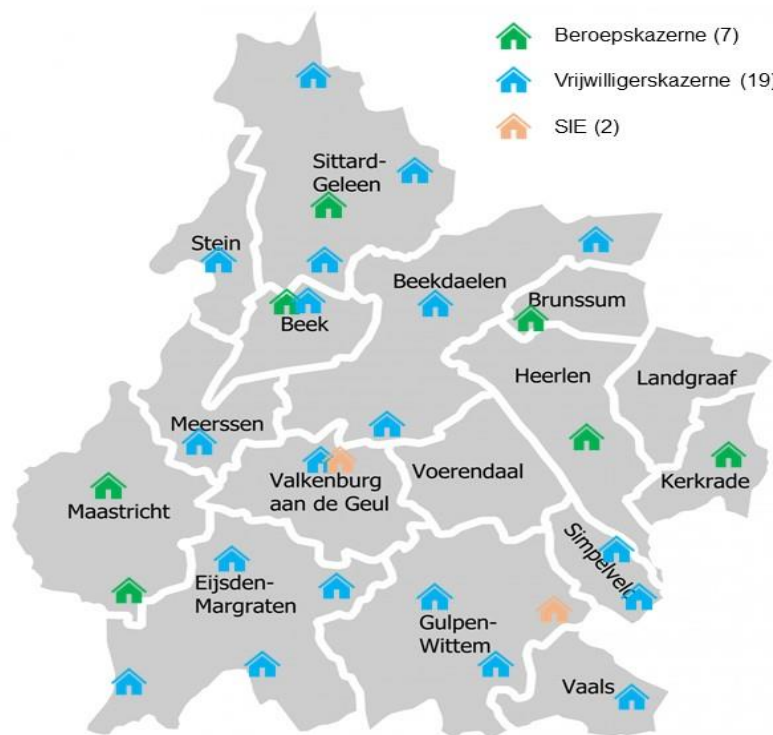 Beroepskazerne (7)
Vrijwilligerskazerne (19)
SIE (2)
Sittard-
Geleen
Stein
Beekdaelen
Brunssum
Beek
Heerlen
Landgraaf
Meerssen
Voerendaal
Valkenburg
aan de Geul
Kerkrade
Maastricht
Simpelveld
Eijsden-
Margraten
Gulpen-
Wittem
Vaals